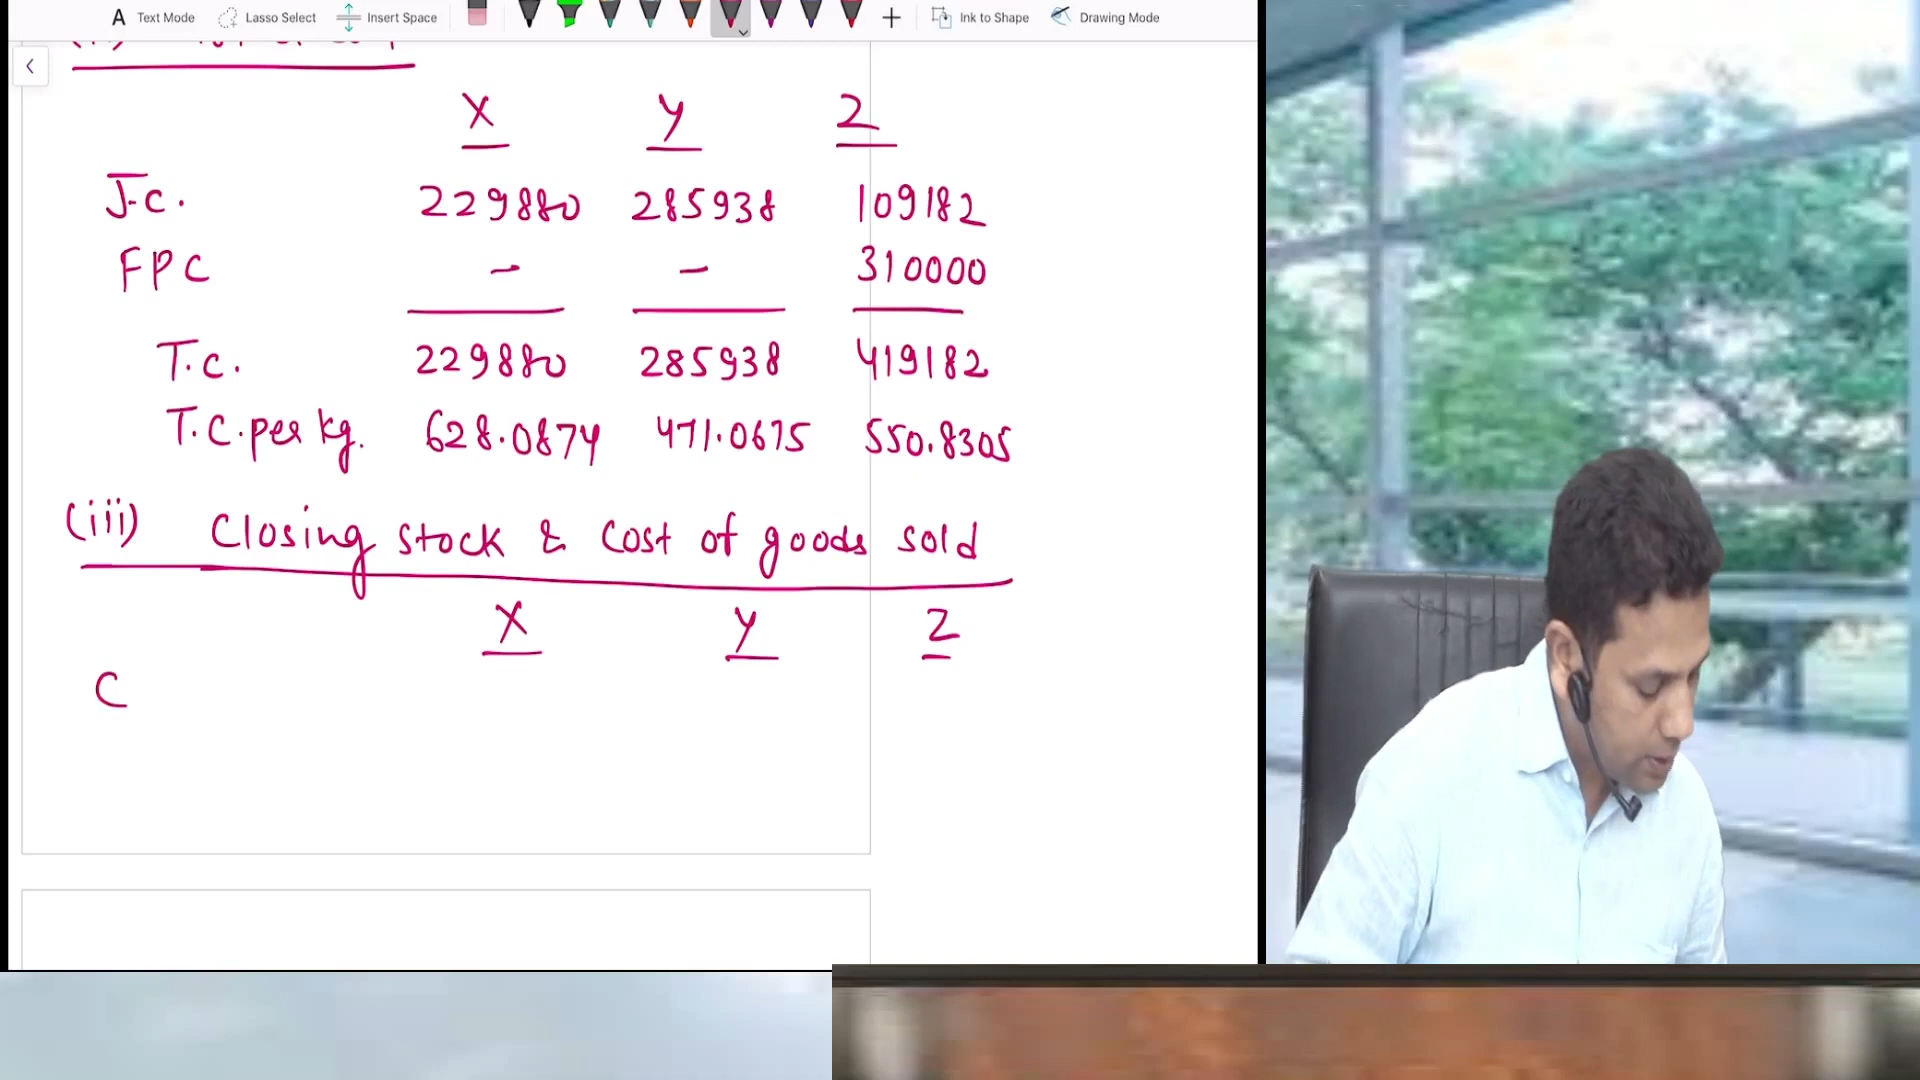 Text Mode Lasso Select Insert Space Ink to Shape Drawing Mode
X Y Z
J.C. 229880 285938 109182
FPC - - 310000
T.C. 229880 285938 419182
T.C. per kg. 628.0874 471.0675 550.8305
(iii) Closing stock & cost of goods sold
X Y Z
C